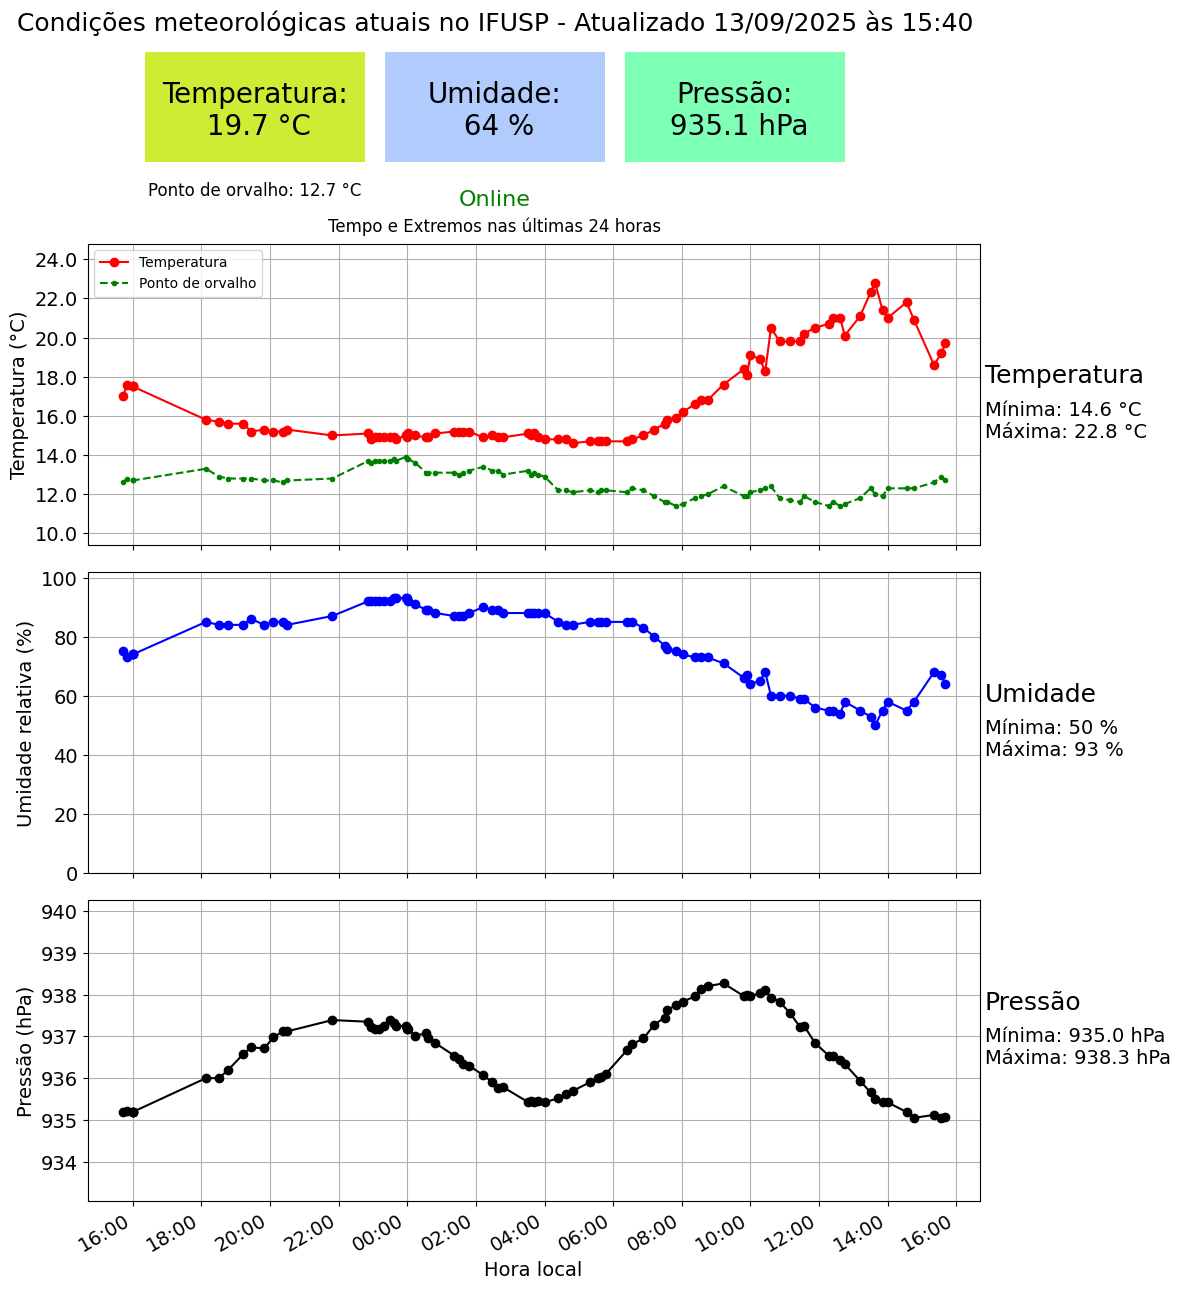 Condições meteorológicas atuais no IFUSP - Atualizado 13/09/2025 às 15:40
Temperatura:
19.7 °C
Umidade:
64 %
Pressão:
935.1 hPa
Ponto de orvalho: 12.7 °C
Online
Tempo e Extremos nas últimas 24 horas
Temperatura
Ponto de orvalho
Temperatura (°C)
24.0
22.0
20.0
18.0
16.0
14.0
12.0
10.0
Temperatura
Mínima: 14.6 °C
Máxima: 22.8 °C
Umidade relativa (%)
100
80
60
40
20
0
Umidade
Mínima: 50 %
Máxima: 93 %
Pressão (hPa)
940
939
938
937
936
935
934
Pressão
Mínima: 935.0 hPa
Máxima: 938.3 hPa
16:00 18:00 20:00 22:00 00:00 02:00 04:00 06:00 08:00 10:00 12:00 14:00 16:00
Hora local